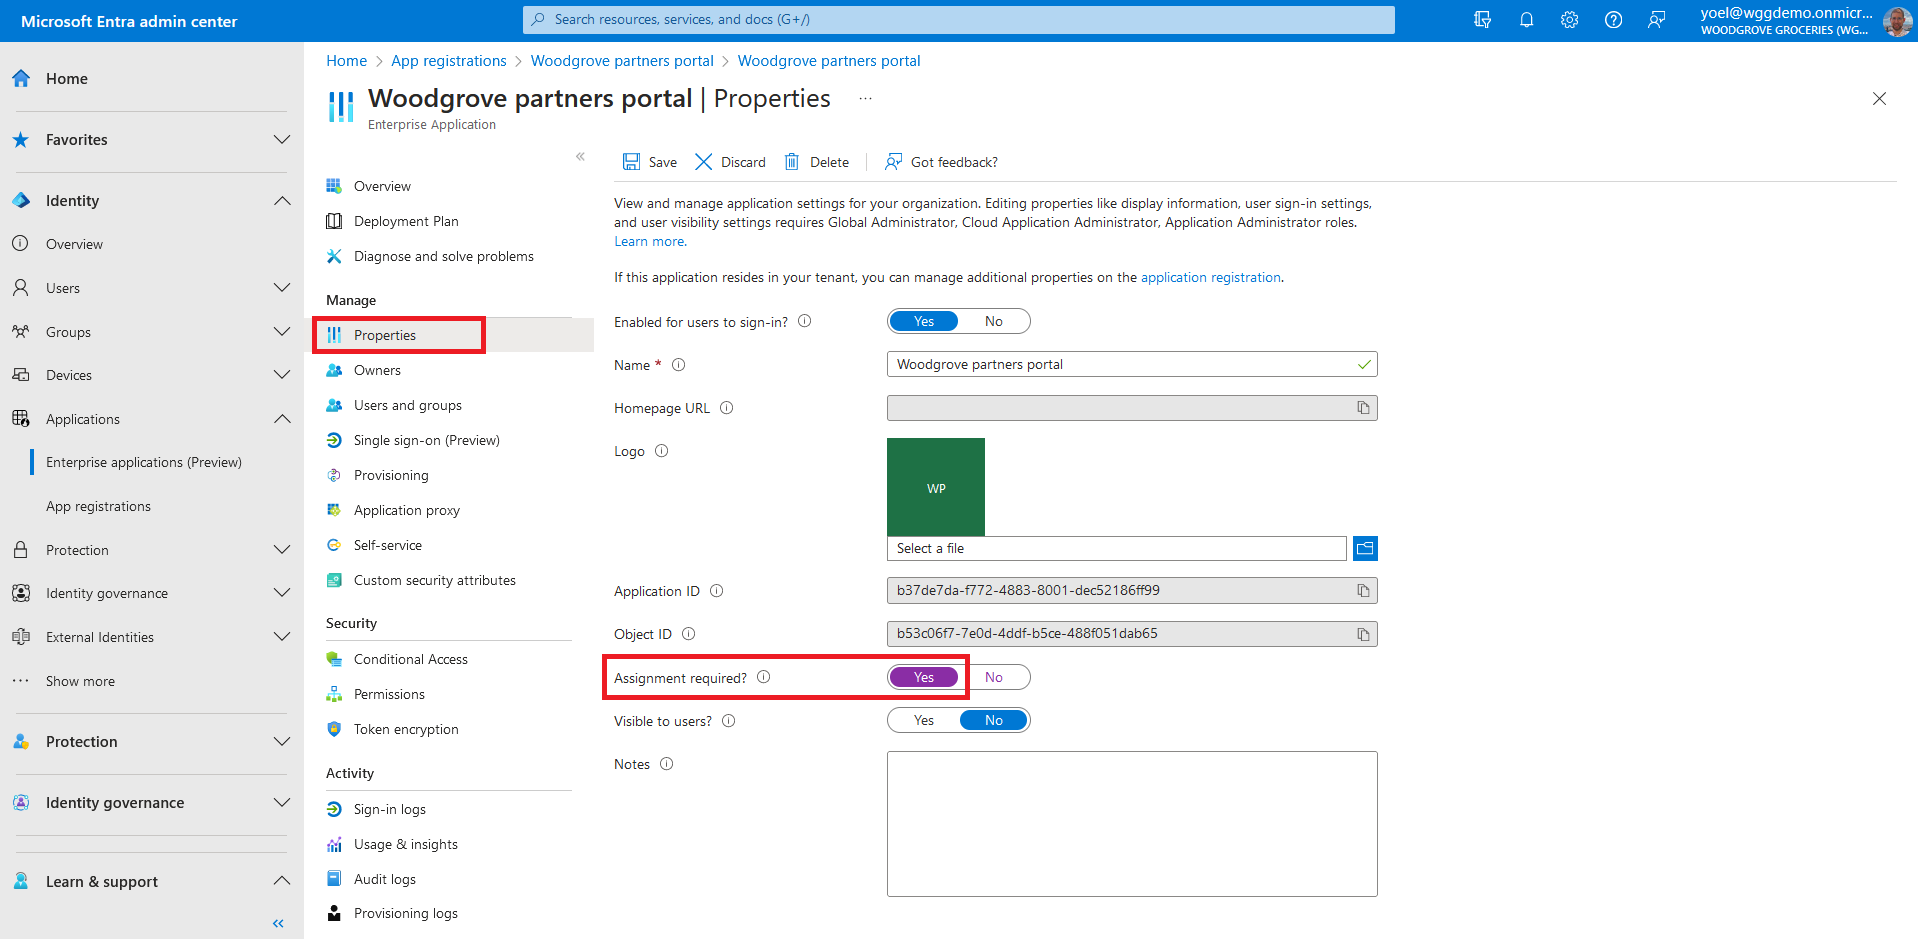 Microsoft Entra admin center
Search resources, services, and docs (G+/)
yoel@wggdemo.onmicr...
WOODGROVE GROCERIES (WG...
Home
Favorites
Identity
Overview
Users
Groups
Devices
Applications
Enterprise applications (Preview)
App registrations
Protection
Identity governance
External Identities
Show more
Protection
Identity governance
Learn & support
Home > App registrations > Woodgrove partners portal > Woodgrove partners portal
Woodgrove partners portal | Properties
Enterprise Application
Overview
Deployment Plan
Diagnose and solve problems
Manage
Properties
Owners
Users and groups
Single sign-on (Preview)
Provisioning
Application proxy
Self-service
Custom security attributes
Security
Conditional Access
Permissions
Token encryption
Activity
Sign-in logs
Usage & insights
Audit logs
Provisioning logs
Save Discard Delete Got feedback?
View and manage application settings for your organization. Editing properties like display information, user sign-in settings,
and user visibility settings requires Global Administrator, Cloud Application Administrator, Application Administrator roles.
Learn more.
If this application resides in your tenant, you can manage additional properties on the application registration.
Enabled for users to sign-in? Yes No
Name * Woodgrove partners portal
Homepage URL
Logo
WP
Select a file
Application ID b37de7da-f772-4883-8001-dec52186ff99
Object ID b53c06f7-7e0d-4ddf-b5ce-488f051dab65
Assignment required? Yes No
Visible to users? Yes No
Notes